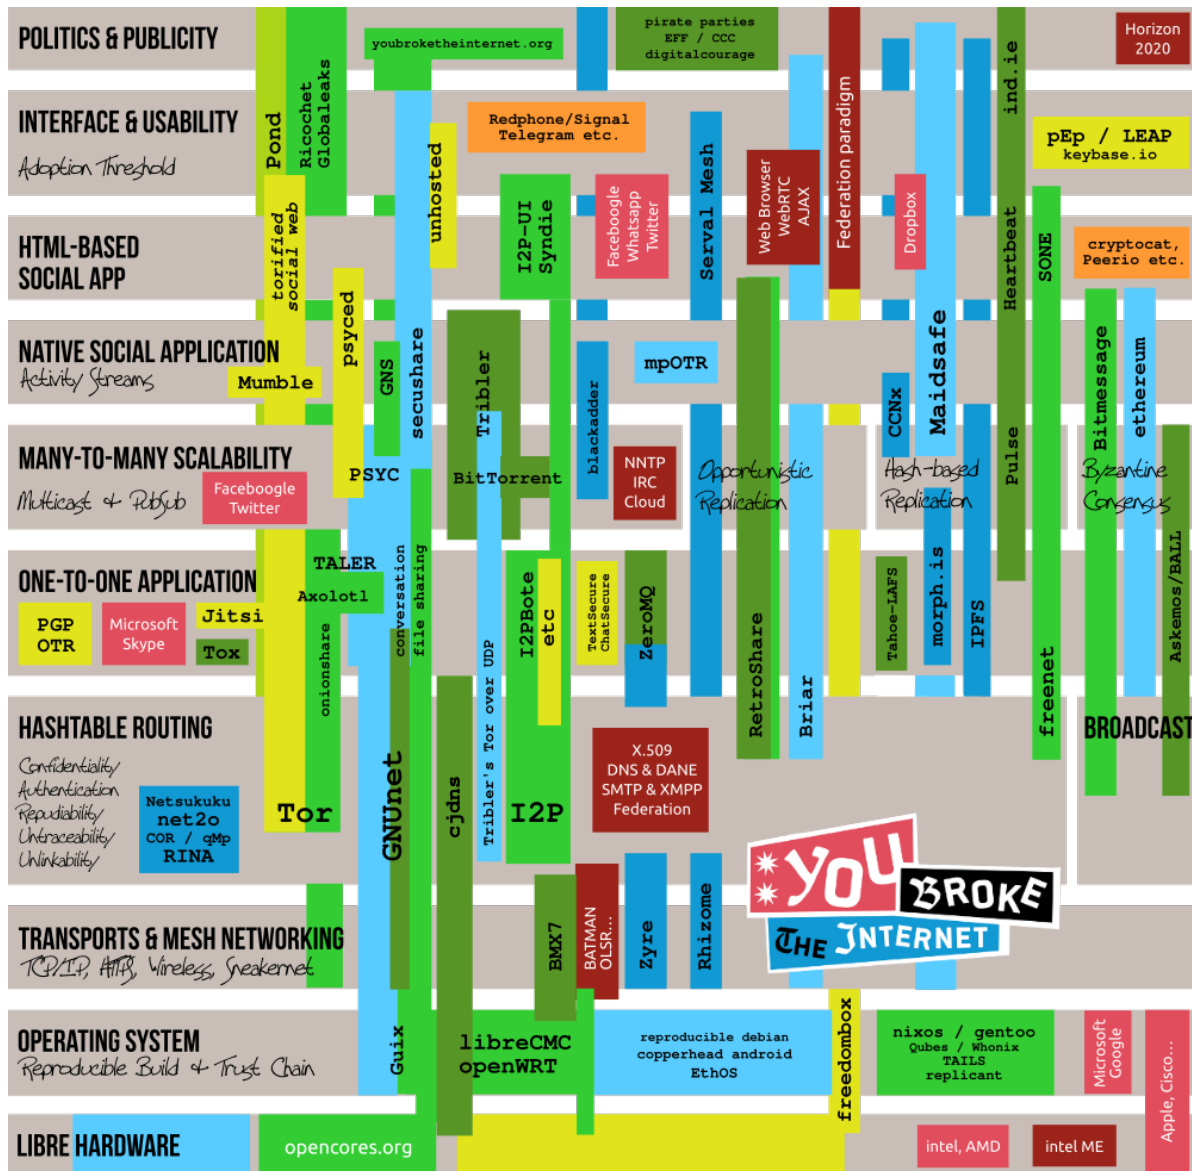 POLITICS & PUBLICITY
youbroketheinternet.org
pirate parties
EFF / CCC
digitalcourage
Horizon
2020
Pond
Ricochet
Globaleaks
ind.ie
Federation paradigm
INTERFACE & USABILITY
Adoption Threshold
unhosted
Redphone/Signal
Telegram etc.
Serval Mesh
Web Browser
WebRTC
AJAX
pEp / LEAP
keybase.io
HTML-BASED
SOCIAL APP
torified
social web
I2P-UI
Syndie
Faceboogle
Whatsapp
Twitter
Dropbox
Heartbeat
SONE
cryptocat,
Peerio etc.
NATIVE SOCIAL APPLICATION
Activity Streams
Mumble
psyced
GNS
secushare
Tribler
blackadder
mpOTR
CCNx
Maidsafe
Bitmessage
ethereum
MANY-TO-MANY SCALABILITY
Multicast & PubSub
Faceboogle
Twitter
PSYC
BitTorrent
NNTP
IRC
Cloud
Opportunistic
Replication
Hash-based
Replication
Pulse
Byzantine
Consensus
ONE-TO-ONE APPLICATION
PGP
OTR
Microsoft
Skype
Jitsi
Tox
TALER
Axolotl
onionshare
conversation
file sharing
I2PBote
etc
TextSecure
ChatSecure
ZeroMQ
Tahoe-LAFS
morph.is
IPFS
Askemos/BALL
HASHTABLE ROUTING
Confidentiality
Authentication
Repudiability
Untraceability
Unlinkability
Netsukuku
net2o
COR / qMp
RINA
Tor
GNUnet
cjdns
Tribler's Tor over UDP
I2P
X.509
DNS & DANE
SMTP & XMPP
Federation
RetroShare
Briar
freenet
BROADCAST
YOU
BROKE
THE INTERNET
TRANSPORTS & MESH NETWORKING
TCP/IP, HTTPS, Wireless, Sneakernet
BMX7
BATMAN
OLSR...
Zyre
Rhizome
OPERATING SYSTEM
Reproducible Build & Trust Chain
Guix
libreCMC
openWRT
reproducible debian
copperhead android
EthOS
freedombox
nixos / gentoo
Qubes / Whonix
TAILS
replicant
Microsoft
Google
Apple, Cisco...
LIBRE HARDWARE
opencores.org
intel, AMD
intel ME